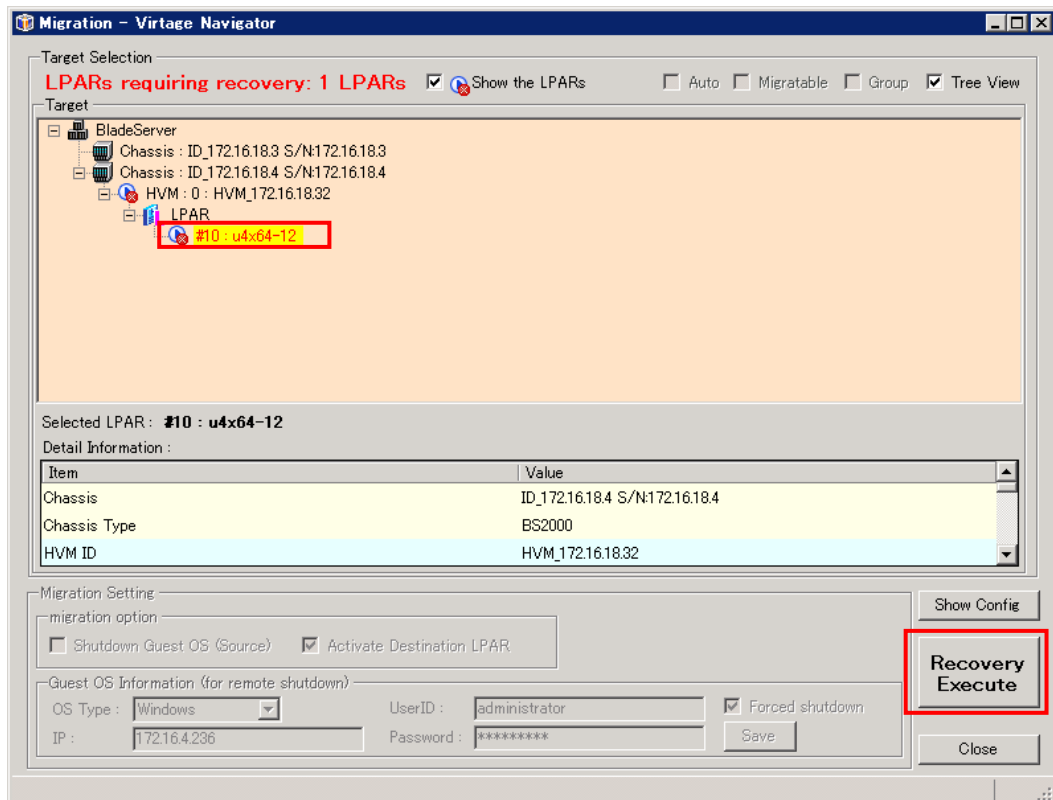 Migration - Virtage Navigator
Target Selection
LPARs requiring recovery: 1 LPARs Show the LPARs Auto Migratable Group Tree View
Target
BladeServer
Chassis : ID_172.16.18.3 S/N:172.16.18.3
Chassis : ID_172.16.18.4 S/N:172.16.18.4
HVM : 0 : HVM_172.16.18.32
LPAR
#10 : u4x64-12
Selected LPAR : #10 : u4x64-12
Detail Information :
Item Value
Chassis ID_172.16.18.4 S/N:172.16.18.4
Chassis Type BS2000
HVM ID HVM_172.16.18.32
Migration Setting
migration option
Shutdown Guest OS (Source) Activate Destination LPAR
Guest OS Information (for remote shutdown)
OS Type : Windows UserID : administrator Forced shutdown
IP : 172.16.4.236 Password : ********* Save
Show Config
Recovery
Execute
Close